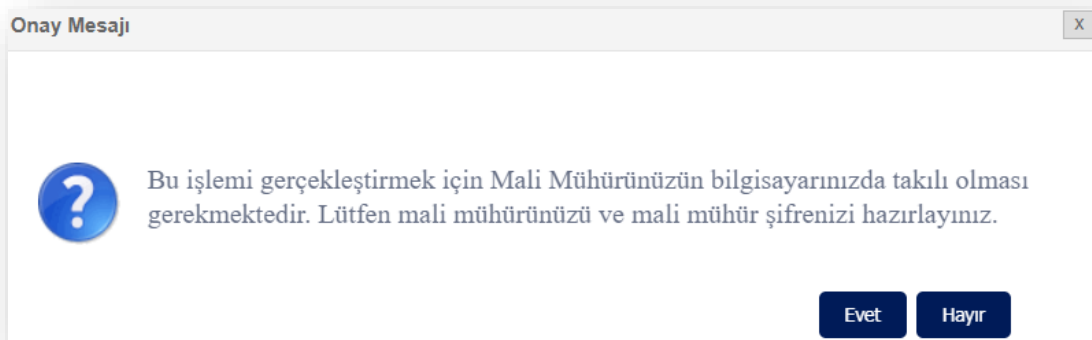 Onay Mesajı
X
Bu işlemi gerçekleştirmek için Mali Mühürünüzün bilgisayarınızda takılı olması
gerekmektedir. Lütfen mali mühürünüzü ve mali mühür şifrenizi hazırlayınız.
Evet
Hayır